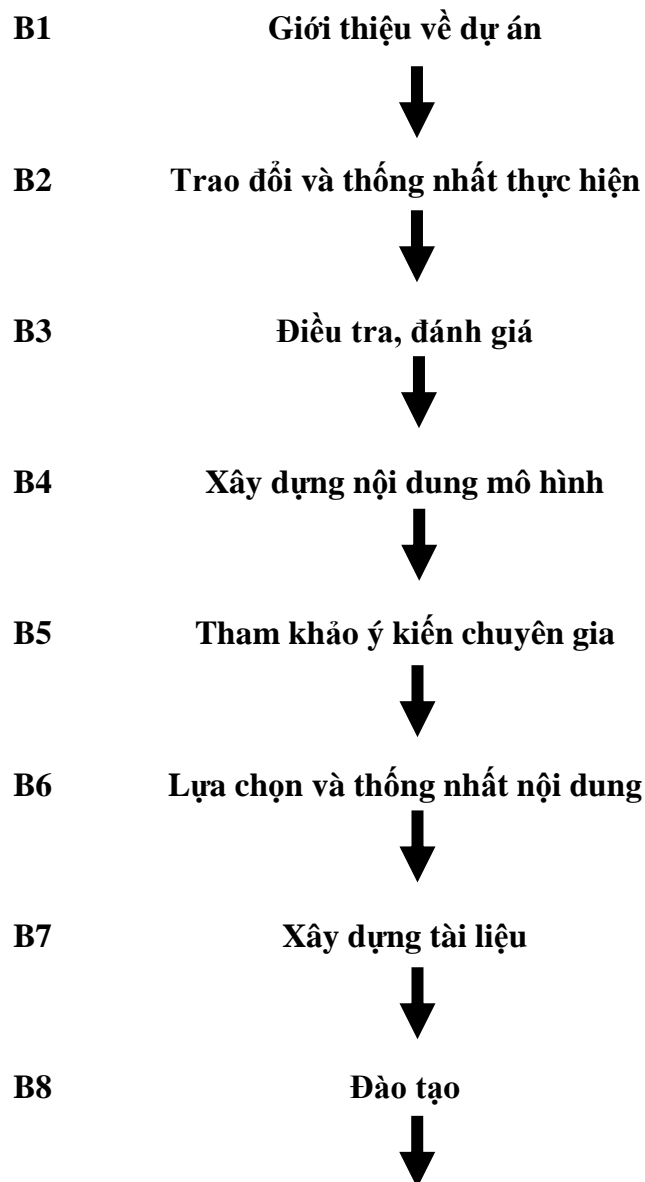 B1 Giới thiệu về dự án
B2 Trao đổi và thống nhất thực hiện
B3 Điều tra, đánh giá
B4 Xây dựng nội dung mô hình
B5 Tham khảo ý kiến chuyên gia
B6 Lựa chọn và thống nhất nội dung
B7 Xây dựng tài liệu
B8 Đào tạo